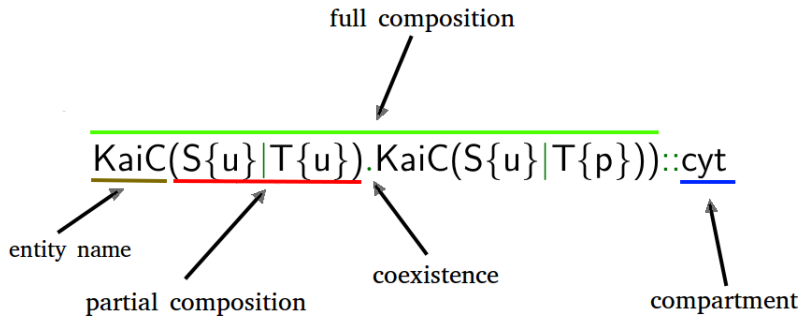 full composition
KaiC(S{u}|T{u}).KaiC(S{u}|T{p}))::cyt
entity name
coexistence
partial composition
compartment